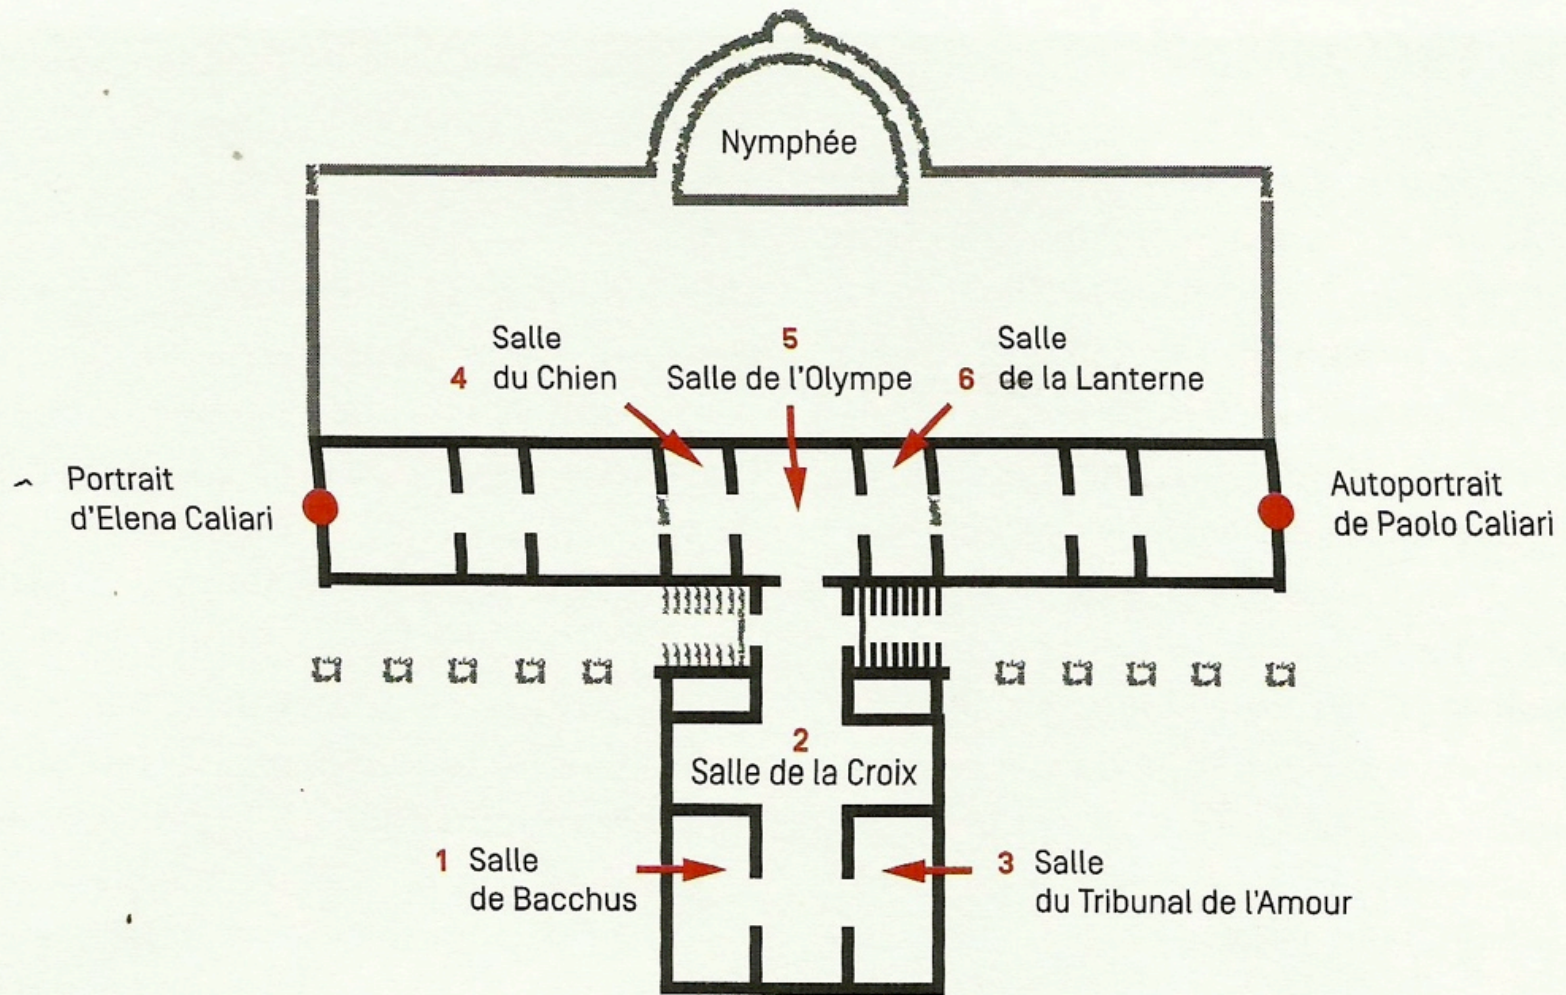 Nymphée
5
Salle
4 du Chien
Salle de l'Olympe
Salle
6 de la Lanterne
Portrait
d'Elena Caliari
Autoportrait
de Paolo Caliari
2
Salle de la Croix
1 Salle
de Bacchus
3 Salle
du Tribunal de l'Amour